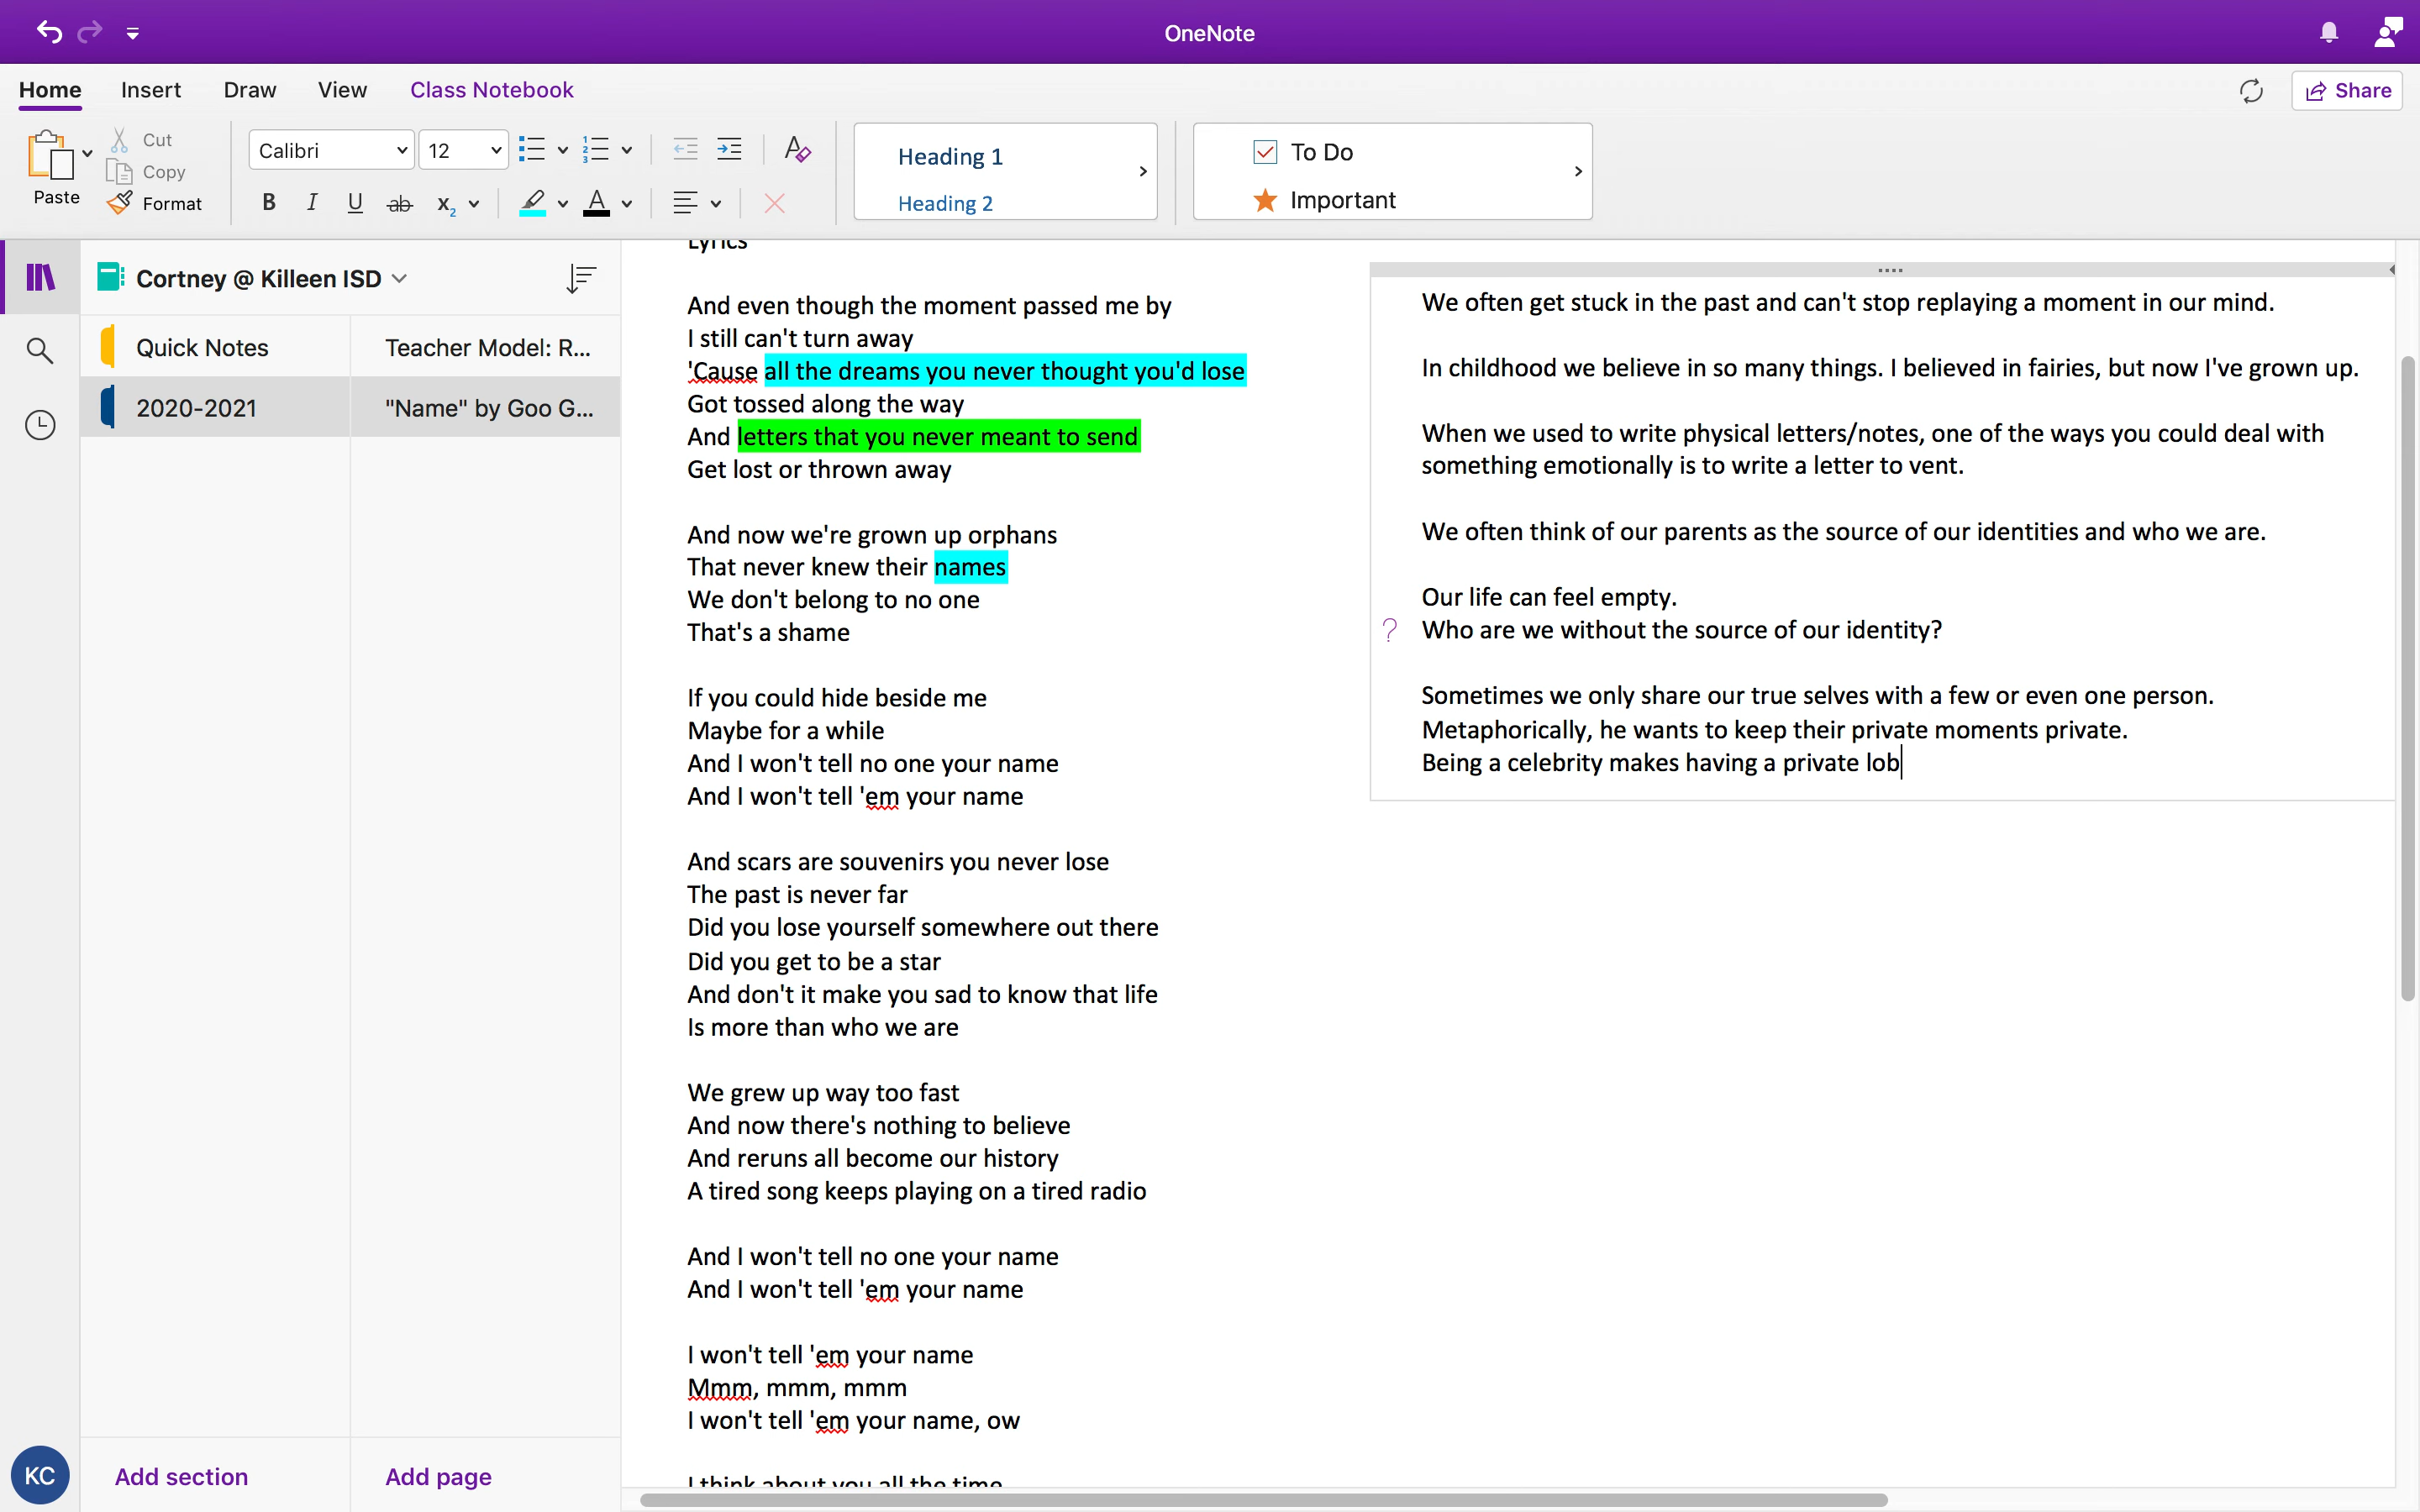 OneNote
Home
Insert
Draw
View
Class Notebook
Share
Paste
Cut
Copy
Format
Calibri
12
Heading 1
Heading 2
To Do
Important
Cortney @ Killeen ISD
Quick Notes
2020-2021
Teacher Model: R...
"Name" by Goo G...
Lyrics
And even though the moment passed me by
I still can't turn away
'Cause all the dreams you never thought you'd lose
Got tossed along the way
And letters that you never meant to send
Get lost or thrown away
And now we're grown up orphans
That never knew their names
We don't belong to no one
That's a shame
If you could hide beside me
Maybe for a while
And I won't tell no one your name
And I won't tell 'em your name
And scars are souvenirs you never lose
The past is never far
Did you lose yourself somewhere out there
Did you get to be a star
And don't it make you sad to know that life
Is more than who we are
We grew up way too fast
And now there's nothing to believe
And reruns all become our history
A tired song keeps playing on a tired radio
And I won't tell no one your name
And I won't tell 'em your name
I won't tell 'em your name
Mmm, mmm, mmm
I won't tell 'em your name, ow
I think about you all the time
We often get stuck in the past and can't stop replaying a moment in our mind.
In childhood we believe in so many things. I believed in fairies, but now I've grown up.
When we used to write physical letters/notes, one of the ways you could deal with
something emotionally is to write a letter to vent.
We often think of our parents as the source of our identities and who we are.
Our life can feel empty.
? Who are we without the source of our identity?
Sometimes we only share our true selves with a few or even one person.
Metaphorically, he wants to keep their private moments private.
Being a celebrity makes having a private lob
KC
Add section
Add page